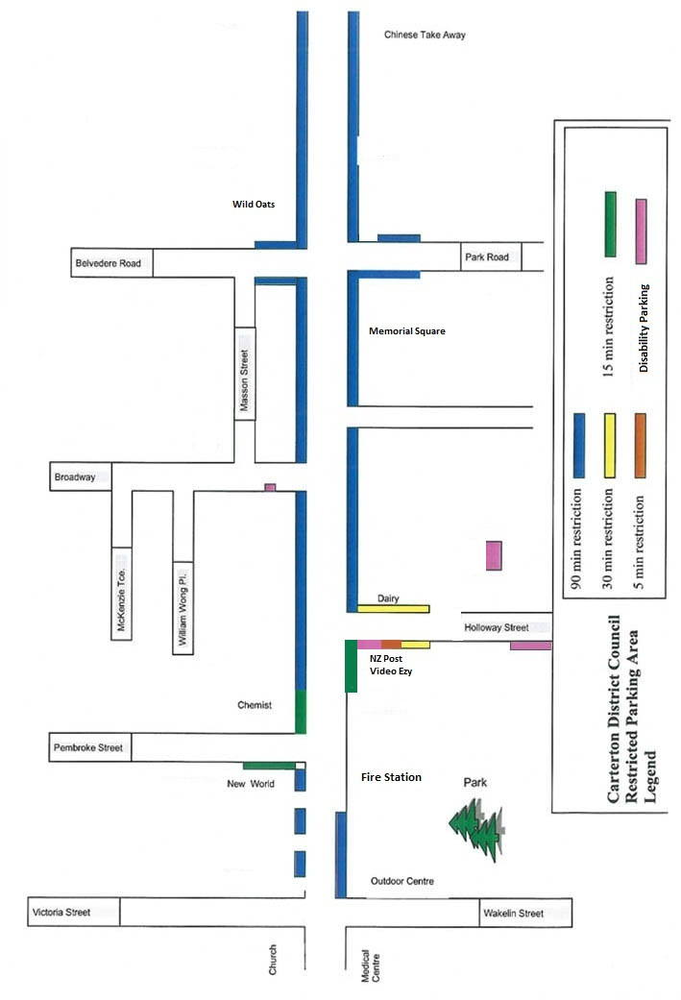 Chinese Take Away
Wild Oats
Belvedere Road
Park Road
Memorial Square
Masson Street
Broadway
McKenzie Tce.
William Wong Pl.
Dairy
Holloway Street
NZ Post
Video Ezy
Chemist
Pembroke Street
New World
Fire Station
Park
Outdoor Centre
Victoria Street
Wakelin Street
Church
Medical
Centre
Carterton District Council
Restricted Parking Area
Legend
90 min restriction
30 min restriction
5 min restriction
15 min restriction
Disability Parking